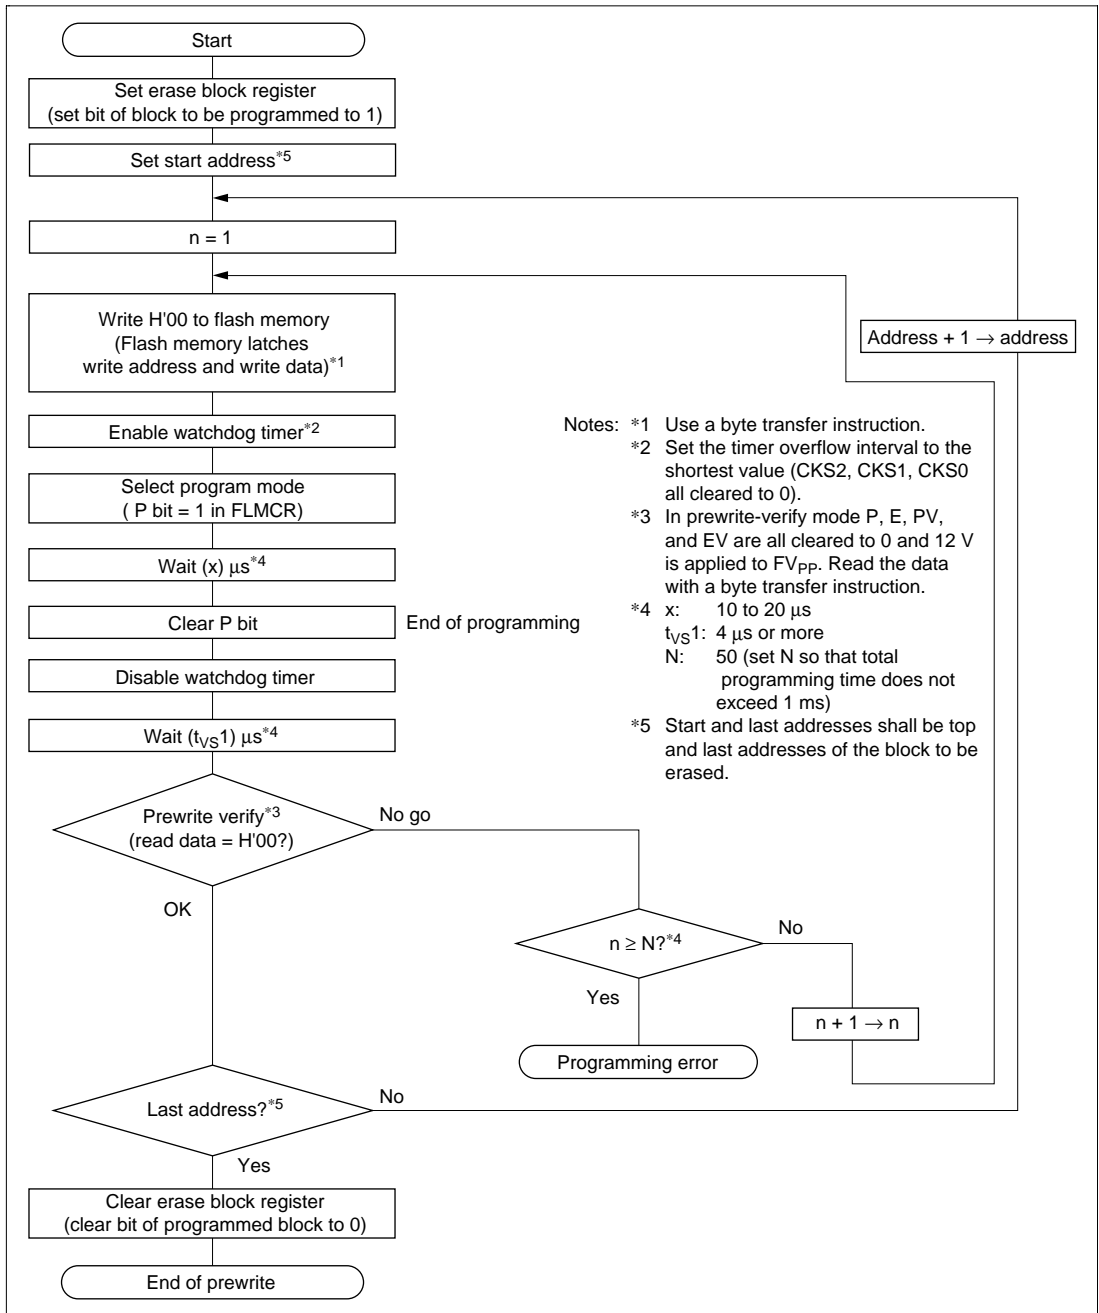 Start
Set erase block register
(set bit of block to be programmed to 1)
Set start address*5
n = 1
Write H'00 to flash memory
(Flash memory latches
write address and write data)*1
Address + 1 → address
Enable watchdog timer*2
Select program mode
( P bit = 1 in FLMCR)
Wait (x) μs*4
Clear P bit
End of programming
Disable watchdog timer
Wait (tVS1) μs*4
Notes: *1 Use a byte transfer instruction.
*2 Set the timer overflow interval to the
shortest value (CKS2, CKS1, CKS0
all cleared to 0).
*3 In prewrite-verify mode P, E, PV,
and EV are all cleared to 0 and 12 V
is applied to FVPP. Read the data
with a byte transfer instruction.
*4 x: 10 to 20 μs
tVS1: 4 μs or more
N: 50 (set N so that total
programming time does not
exceed 1 ms)
*5 Start and last addresses shall be top
and last addresses of the block to be
erased.
Prewrite verify*3
(read data = H'00?)
No go
OK
n ≥ N?*4
No
Yes
n + 1 → n
Programming error
Last address?*5
No
Yes
Clear erase block register
(clear bit of programmed block to 0)
End of prewrite